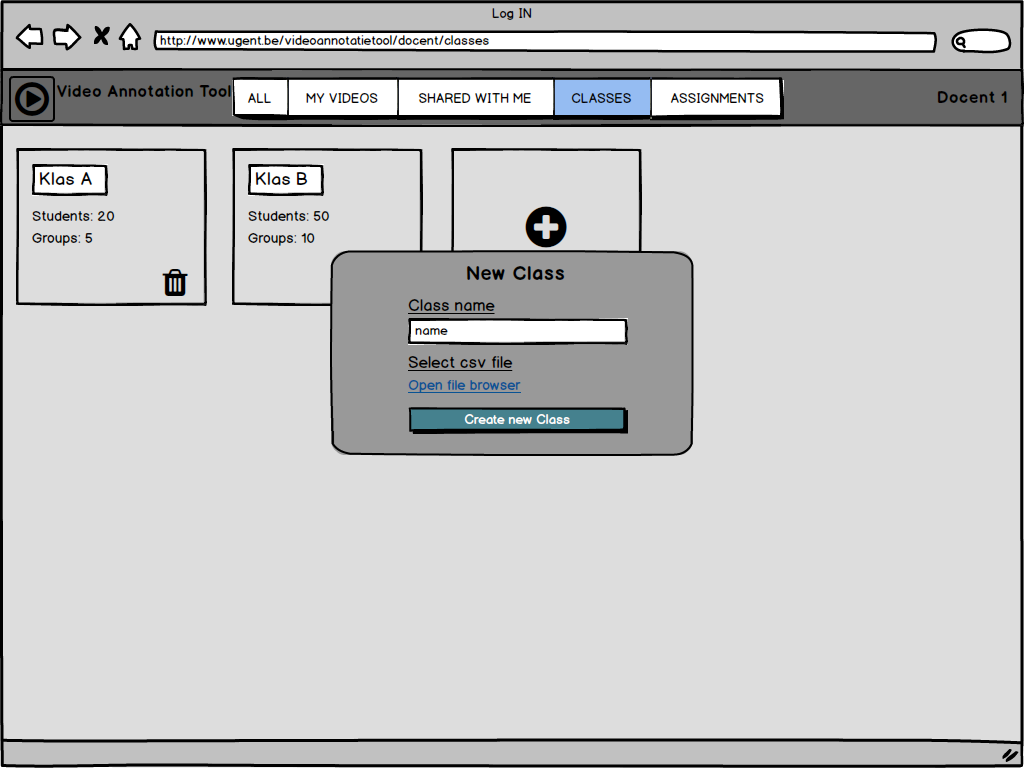 Log IN
http://www.ugent.be/videoannotatietool/docent/classes
Video Annotation Tool
ALL
MY VIDEOS
SHARED WITH ME
CLASSES
ASSIGNMENTS
Docent 1
Klas A
Students: 20
Groups: 5
Klas B
Students: 50
Groups: 10
New Class
Class name
name
Select csv file
Open file browser
Create new Class